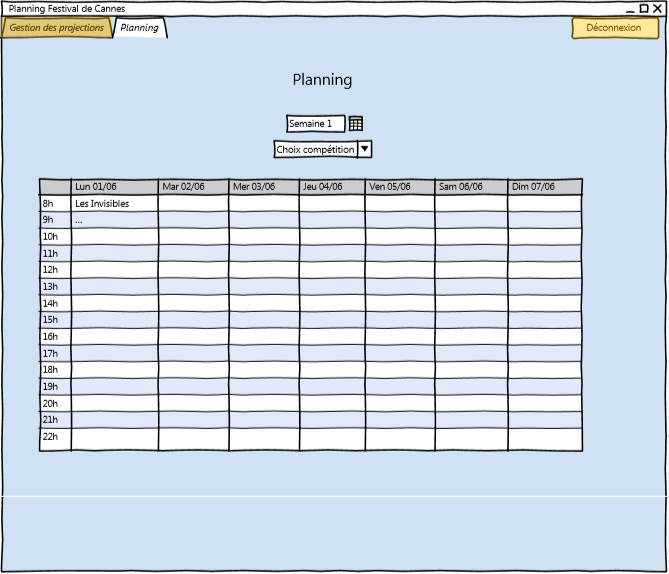 Planning Festival de Cannes
Gestion des projections Planning Déconnexion
Planning
Semaine 1
Choix compétition
Lun 01/06 Mar 02/06 Mer 03/06 Jeu 04/06 Ven 05/06 Sam 06/06 Dim 07/06
8h Les Invisibles
9h ...
10h
11h
12h
13h
14h
15h
16h
17h
18h
19h
20h
21h
22h